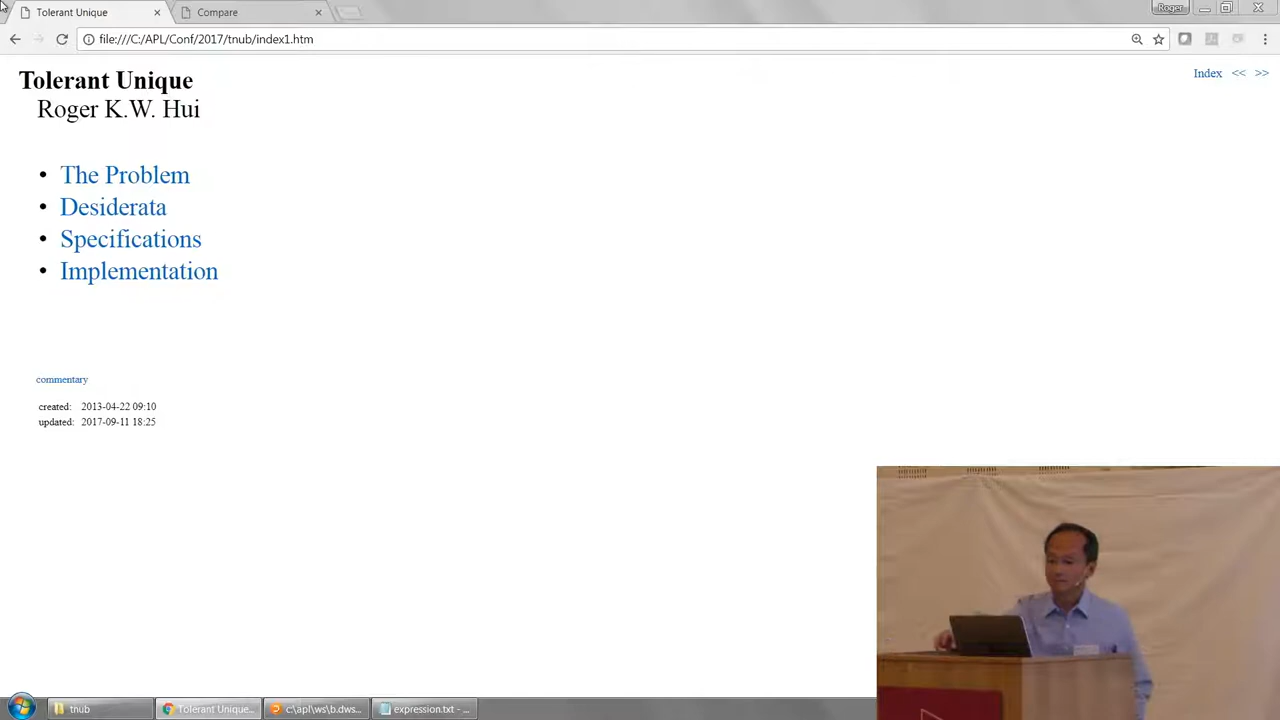 Tolerant Unique
Compare
Roger
file:///C:/APL/Conf/2017/tnub/index1.htm
Tolerant Unique
Roger K.W. Hui
Index << >>
• The Problem
• Desiderata
• Specifications
• Implementation
commentary
created: 2013-04-22 09:10
updated: 2017-09-11 18:25
tnub
Tolerant Unique...
c:\apl\ws\b.dws...
expression.txt - ...